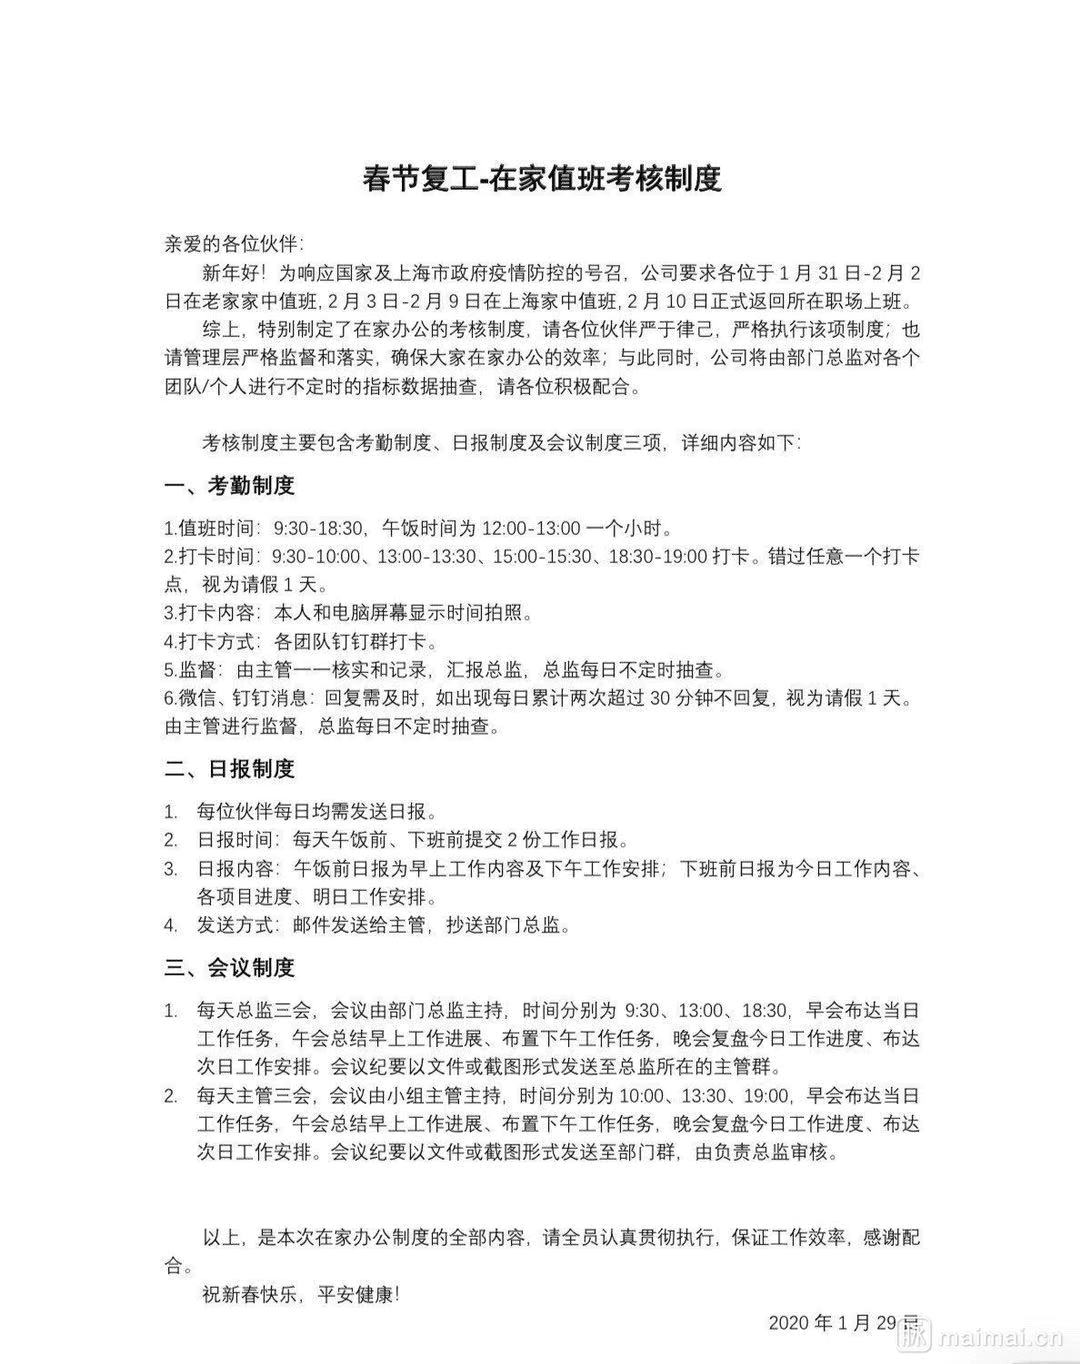 春节复工-在家值班考核制度
亲爱的各位伙伴：
新年好！为响应国家及上海市政府疫情防控的号召，公司要求各位于1月31日-2月2
日在老家家中值班，2月3日-2月9日在上海家中值班，2月10日正式返回所在职场上班。
综上，特别制定了在家办公的考核制度，请各位伙伴严于律己，严格执行该项制度；也
请管理层严格监督和落实，确保大家在家办公的效率；与此同时，公司将由部门总监对各个
团队/个人进行不定时的指标数据抽查，请各位积极配合。
考核制度主要包含考勤制度、日报制度及会议制度三项，详细内容如下：
一、考勤制度
1.值班时间：9:30-18:30，午饭时间为12:00-13:00一个小时。
2.打卡时间：9:30-10:00、13:00-13:30、15:00-15:30、18:30-19:00打卡。错过任意一个打卡
点，视为请假1天。
3.打卡内容：本人和电脑屏幕显示时间拍照。
4.打卡方式：各团队钉钉群打卡。
5.监督：由主管一一核实和记录，汇报总监，总监每日不定时抽查。
6.微信、钉钉消息：回复需及时，如出现每日累计两次超过30分钟不回复，视为请假1天。
由主管进行监督，总监每日不定时抽查。
二、日报制度
1. 每位伙伴每日均需发送日报。
2. 日报时间：每天午饭前、下班前提交2份工作日报。
3. 日报内容：午饭前日报为早上工作内容及下午工作安排；下班前日报为今日工作内容、
各项目进度、明日工作安排。
4. 发送方式：邮件发送给主管，抄送部门总监。
三、会议制度
1. 每天总监三会，会议由部门总监主持，时间分别为9:30、13:00、18:30，早会布达当日
工作任务，午会总结早上工作进展、布置下午工作任务，晚会复盘今日工作进度、布达
次日工作安排。会议纪要以文件或截图形式发送至总监所在的主管群。
2. 每天主管三会，会议由小组主管主持，时间分别为10:00、13:30、19:00，早会布达当日
工作任务，午会总结早上工作进展、布置下午工作任务，晚会复盘今日工作进度、布达
次日工作安排。会议纪要以文件或截图形式发送至部门群，由负责总监审核。
以上，是本次在家办公制度的全部内容，请全员认真贯彻执行，保证工作效率，感谢配
合。
祝新春快乐，平安健康！
2020年1月29日
脉 maimai.cn